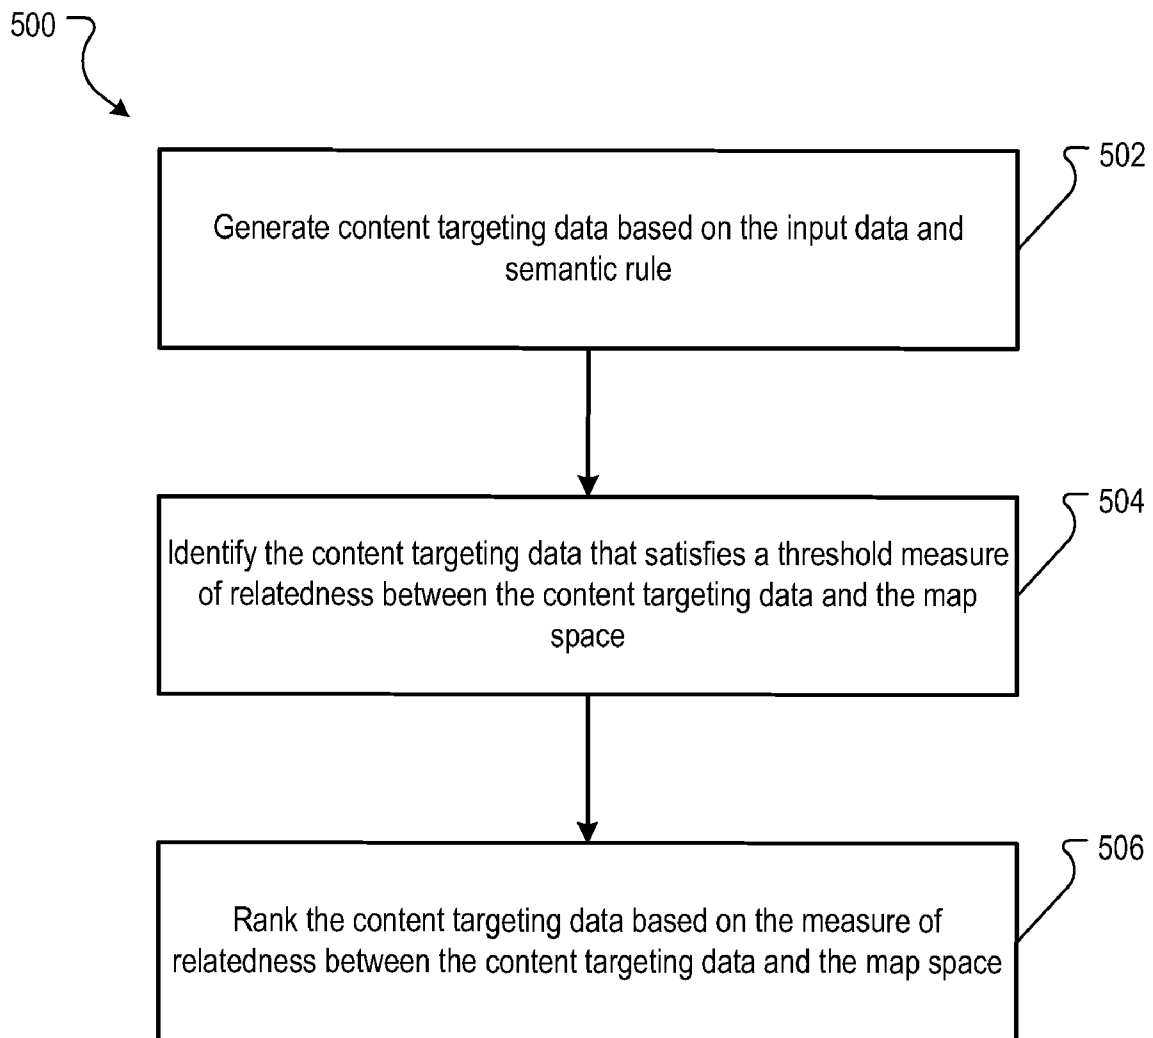 500
502
Generate content targeting data based on the input data and
semantic rule
504
Identify the content targeting data that satisfies a threshold measure
of relatedness between the content targeting data and the map
space
506
Rank the content targeting data based on the measure of
relatedness between the content targeting data and the map space